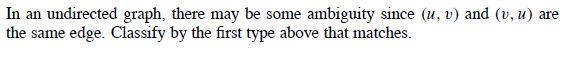 In an undirected graph, there may be some ambiguity since (u, v) and (v, u) are
the same edge. Classify by the first type above that matches.